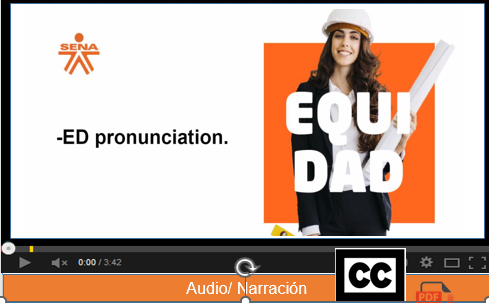 SENA
-ED pronunciation.
EQUI
DAD
0:00 / 3:42
CC
Audio/ Narración
PDF